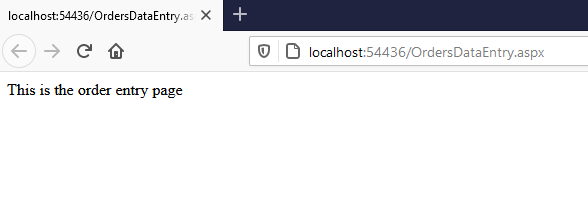 localhost:54436/OrdersDataEntry.as
localhost:54436/OrdersDataEntry.aspx
This is the order entry page